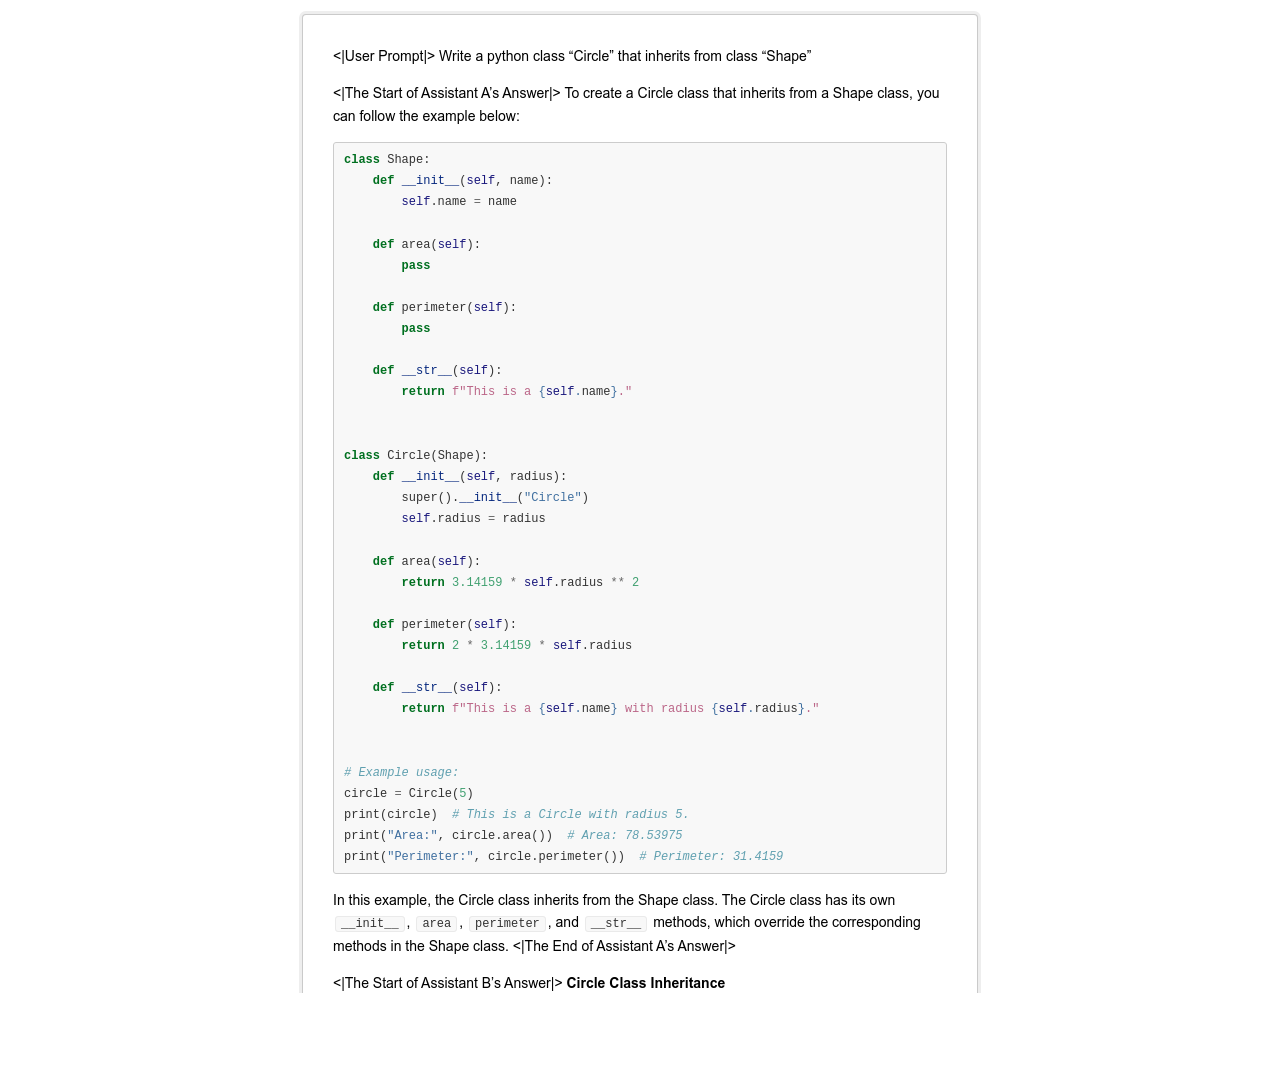 <|User Prompt|> Write a python class “Circle” that inherits from class “Shape”
<|The Start of Assistant A’s Answer|> To create a Circle class that inherits from a Shape class, you
can follow the example below:
class Shape:
    def __init__(self, name):
        self.name = name

    def area(self):
        pass

    def perimeter(self):
        pass

    def __str__(self):
        return f"This is a {self.name}."


class Circle(Shape):
    def __init__(self, radius):
        super().__init__("Circle")
        self.radius = radius

    def area(self):
        return 3.14159 * self.radius ** 2

    def perimeter(self):
        return 2 * 3.14159 * self.radius

    def __str__(self):
        return f"This is a {self.name} with radius {self.radius}."


# Example usage:
circle = Circle(5)
print(circle)  # This is a Circle with radius 5.
print("Area:", circle.area())  # Area: 78.53975
print("Perimeter:", circle.perimeter())  # Perimeter: 31.4159
In this example, the Circle class inherits from the Shape class. The Circle class has its own
__init__, area, perimeter, and __str__ methods, which override the corresponding
methods in the Shape class. <|The End of Assistant A’s Answer|>
<|The Start of Assistant B’s Answer|> Circle Class Inheritance